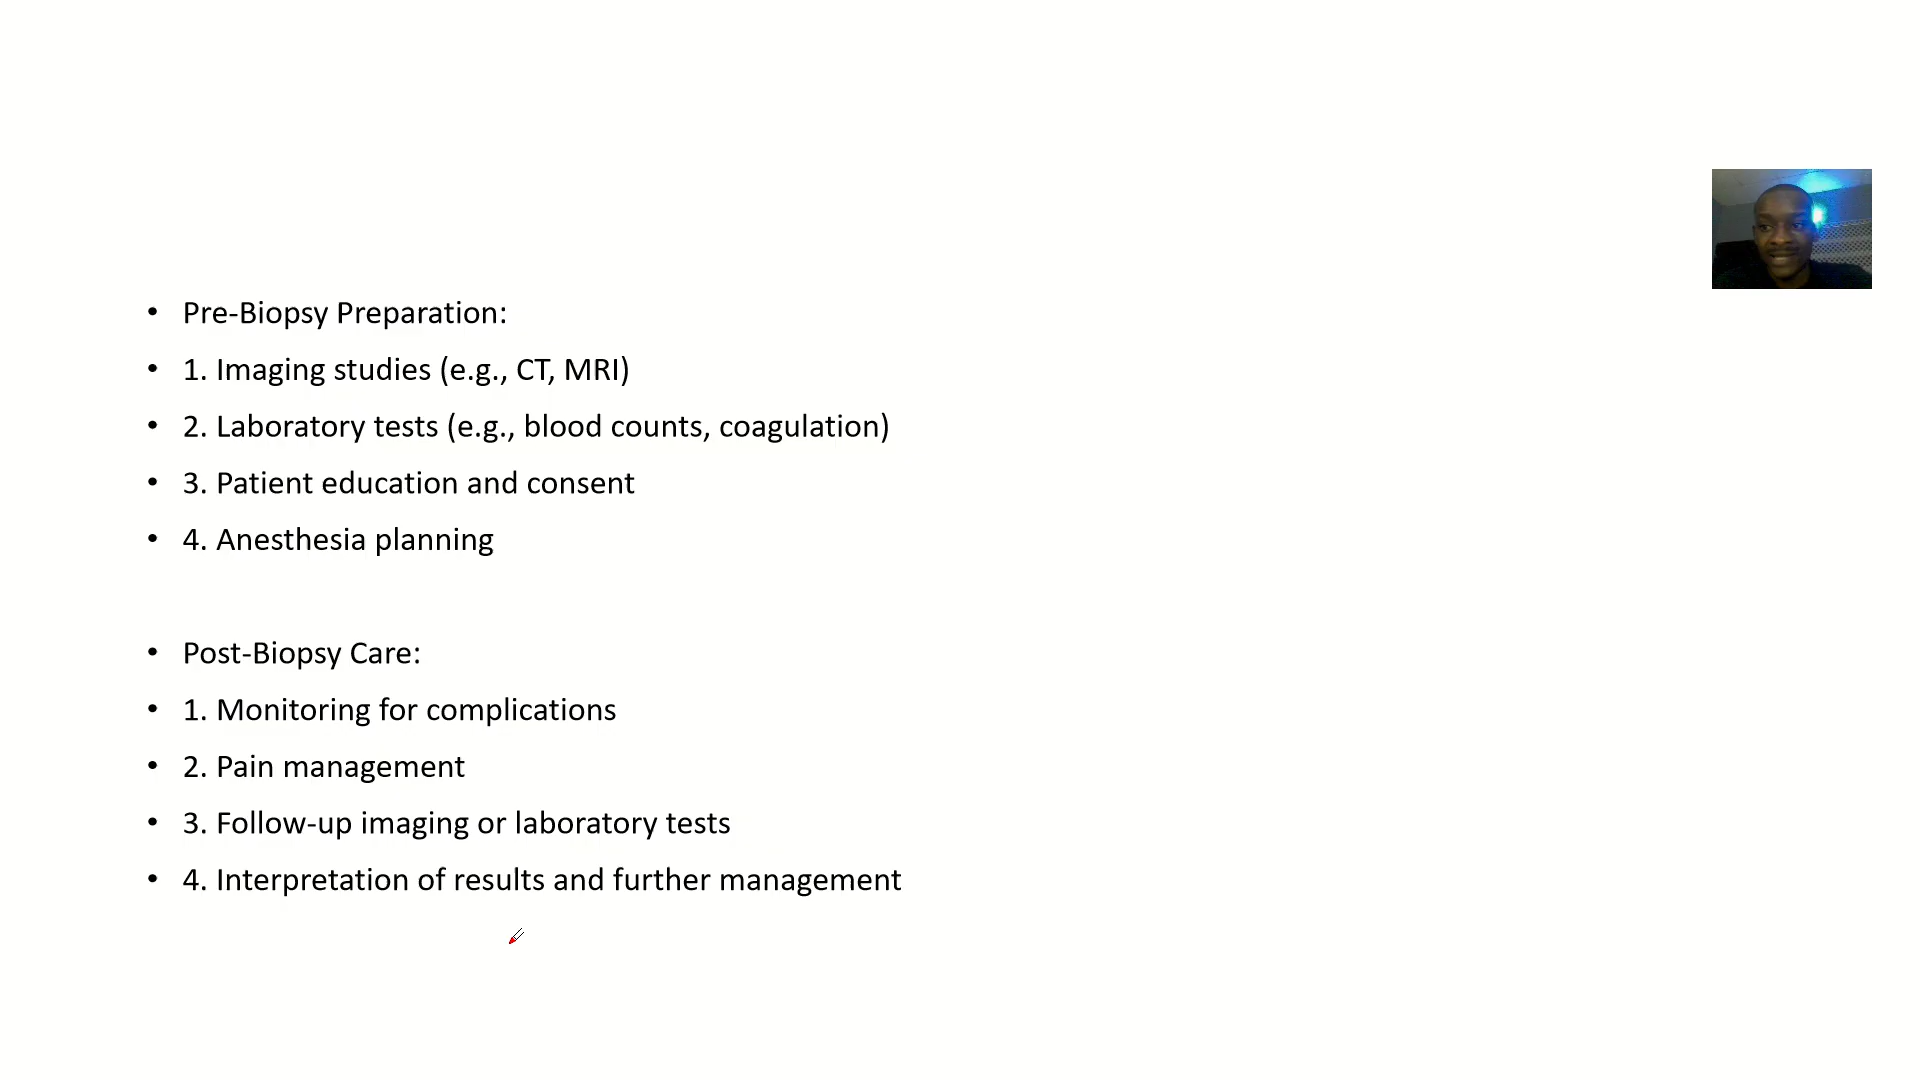 • Pre-Biopsy Preparation:
• 1. Imaging studies (e.g., CT, MRI)
• 2. Laboratory tests (e.g., blood counts, coagulation)
• 3. Patient education and consent
• 4. Anesthesia planning
• Post-Biopsy Care:
• 1. Monitoring for complications
• 2. Pain management
• 3. Follow-up imaging or laboratory tests
• 4. Interpretation of results and further management